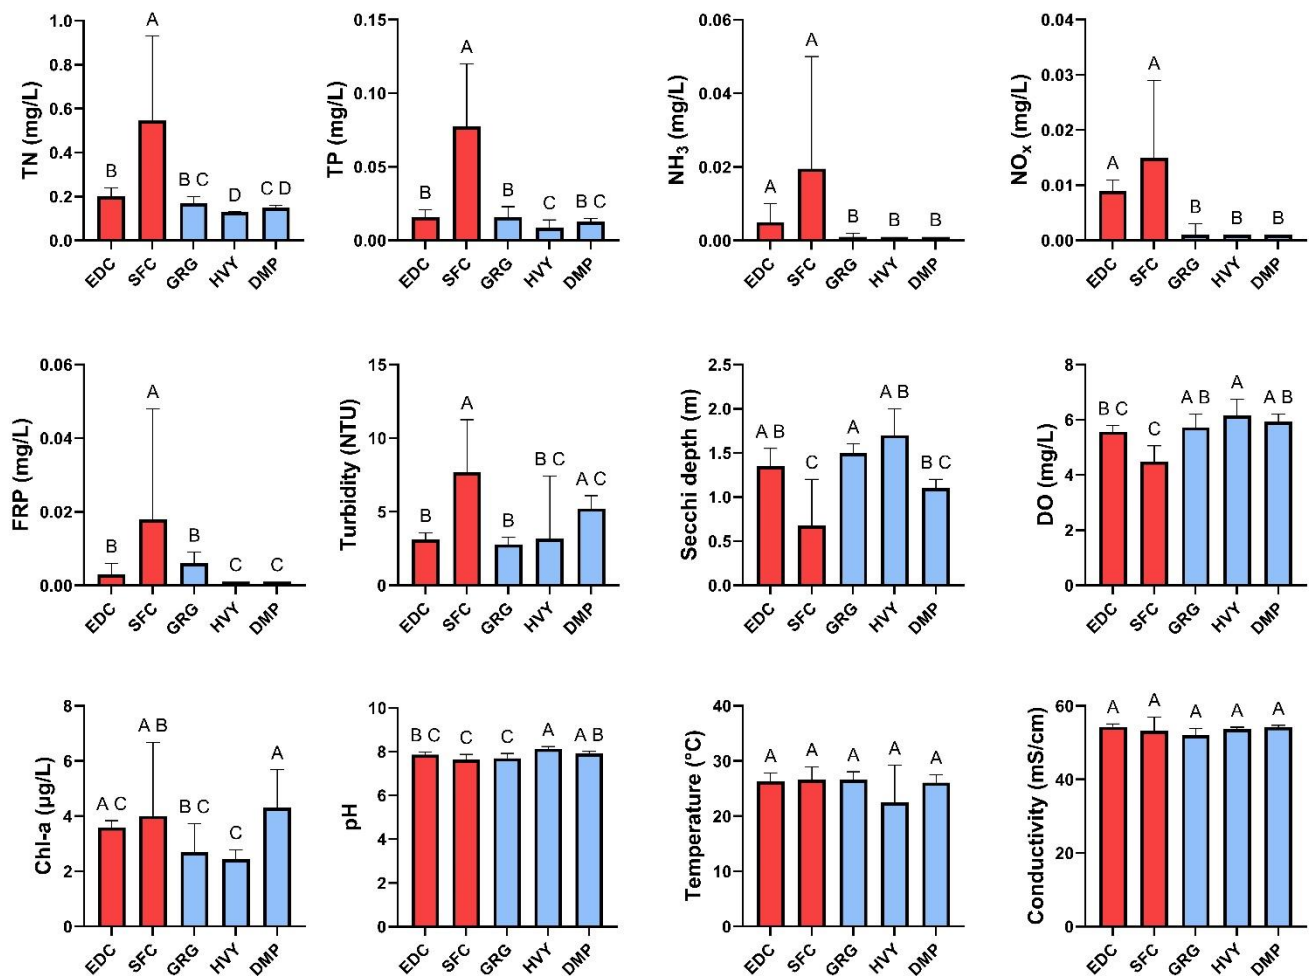 TN (mg/L)
1.0
0.8
0.6
0.4
0.2
0.0
B
A
B C
D
C D
EDC
SFC
GRG
HVY
DMP
TP (mg/L)
0.15
0.10
0.05
0.00
B
A
B
C
B C
EDC
SFC
GRG
HVY
DMP
NH₃ (mg/L)
0.06
0.04
0.02
0.00
A
A
B
B
B
EDC
SFC
GRG
HVY
DMP
NOₓ (mg/L)
0.04
0.03
0.02
0.01
0.00
A
A
B
B
B
EDC
SFC
GRG
HVY
DMP
FRP (mg/L)
0.06
0.04
0.02
0.00
B
A
B
C
C
EDC
SFC
GRG
HVY
DMP
Turbidity (NTU)
15
10
5
0
B
A
B
B C
A C
EDC
SFC
GRG
HVY
DMP
Secchi depth (m)
2.5
2.0
1.5
1.0
0.5
0.0
A B
C
A
A B
B C
EDC
SFC
GRG
HVY
DMP
DO (mg/L)
8
6
4
2
0
B C
C
A B
A
A B
EDC
SFC
GRG
HVY
DMP
Chl-a (µg/L)
8
6
4
2
0
A C
A B
B C
C
A
EDC
SFC
GRG
HVY
DMP
pH
10
8
6
4
2
0
B C
C
C
A
A B
EDC
SFC
GRG
HVY
DMP
Temperature (°C)
40
30
20
10
0
A
A
A
A
A
EDC
SFC
GRG
HVY
DMP
Conductivity (mS/cm)
60
40
20
0
A
A
A
A
A
EDC
SFC
GRG
HVY
DMP